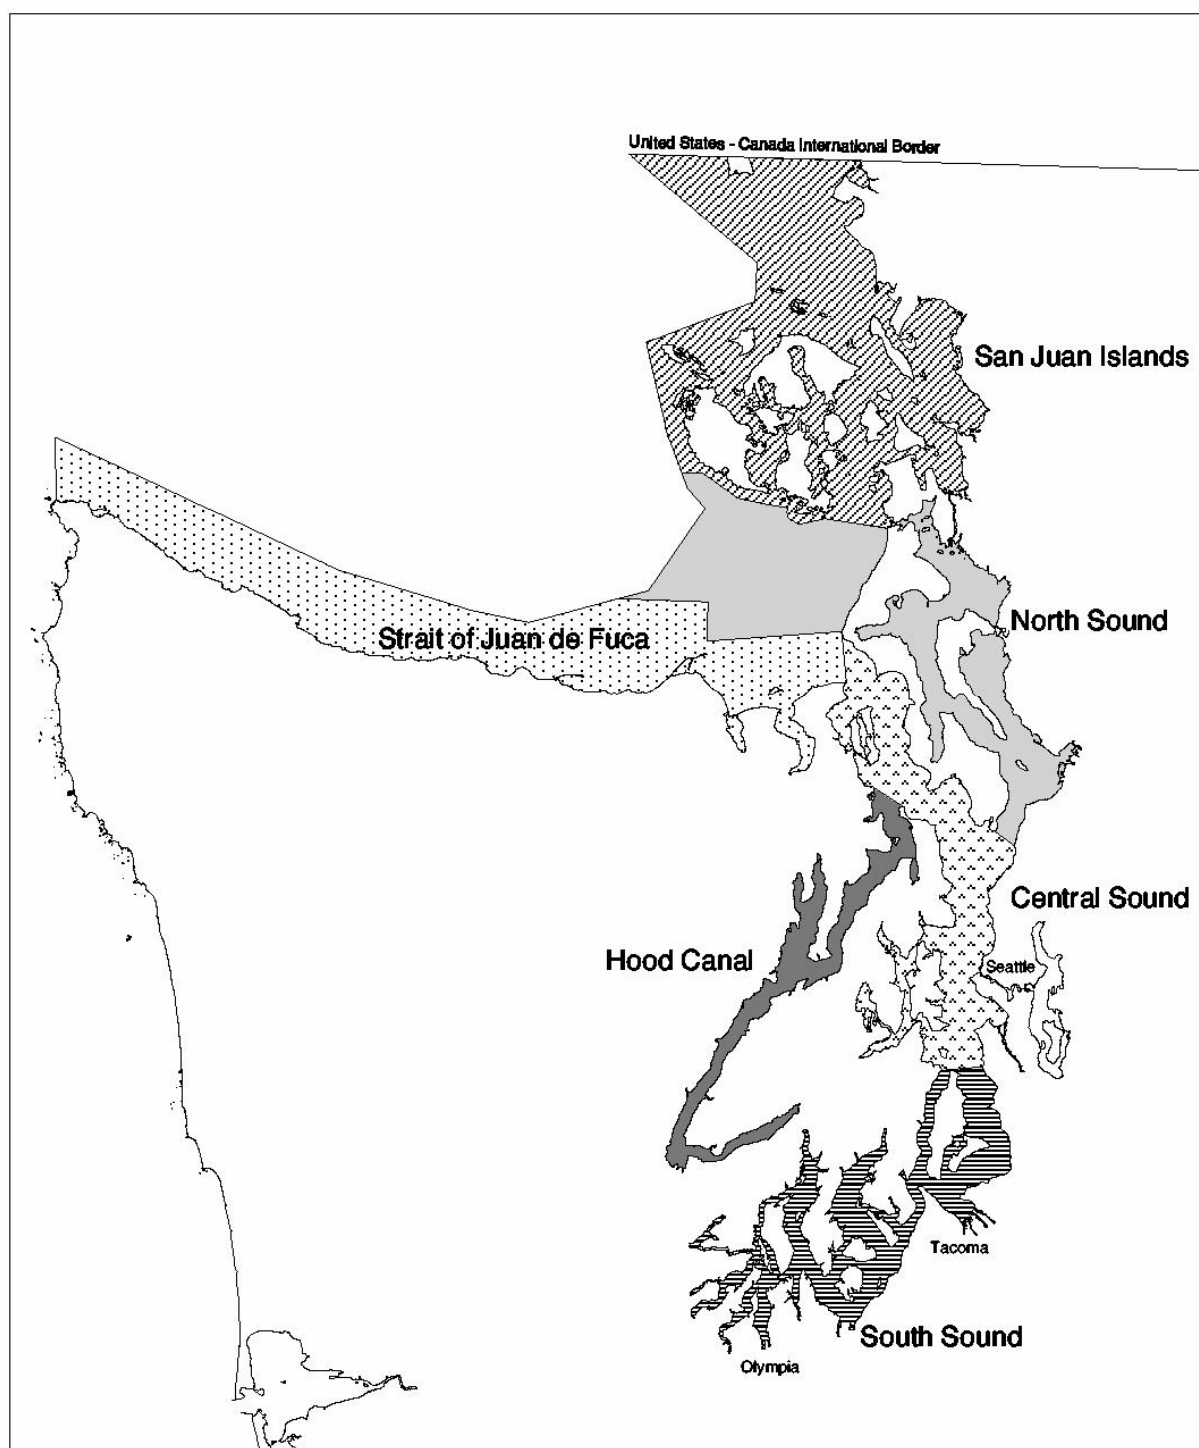 United States - Canada International Border
San Juan Islands
North Sound
Strait of Juan de Fuca
Central Sound
Hood Canal
Seattle
Tacoma
South Sound
Olympia